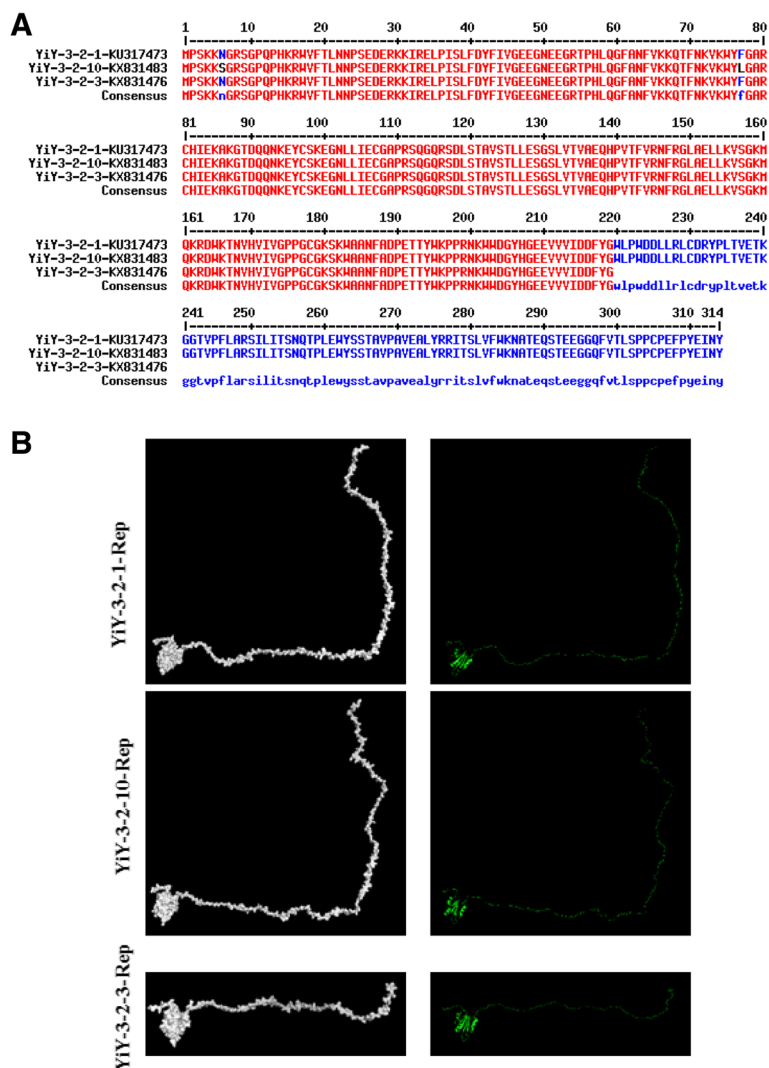 A
1 10 20 30 40 50 60 70 80
YiY-3-2-1-KU317473 MPSKKNGRSGPQPHKRWVFTLNNPSEDERKKIRELPISLFDYFIVGEEGNEEGRTPHLQGFANFVKKQTFNKVKWYFGAR
YiY-3-2-10-KX831483 MPSKKSGRSGPQPHKRWVFTLNNPSEDERKKIRELPISLFDYFIVGEEGNEEGRTPHLQGFANFVKKQTFNKVKWYLGAR
YiY-3-2-3-KX831476 MPSKKNGRSGPQPHKRWVFTLNNPSEDERKKIRELPISLFDYFIVGEEGNEEGRTPHLQGFANFVKKQTFNKVKWYFGAR
Consensus MPSKKnGRSGPQPHKRWVFTLNNPSEDERKKIRELPISLFDYFIVGEEGNEEGRTPHLQGFANFVKKQTFNKVKWYfGAR
81 90 100 110 120 130 140 150 160
YiY-3-2-1-KU317473 CHIEKAKGTDQQNKEYCSKEGNLLIECGAPRSQGQRSDLSTAVSTLLESGSLVTVAEQHPVTFVRNFRGLAELLKVSGKM
YiY-3-2-10-KX831483 CHIEKAKGTDQQNKEYCSKEGNLLIECGAPRSQGQRSDLSTAVSTLLESGSLVTVAEQHPVTFVRNFRGLAELLKVSGKM
YiY-3-2-3-KX831476 CHIEKAKGTDQQNKEYCSKEGNLLIECGAPRSQGQRSDLSTAVSTLLESGSLVTVAEQHPVTFVRNFRGLAELLKVSGKM
Consensus CHIEKAKGTDQQNKEYCSKEGNLLIECGAPRSQGQRSDLSTAVSTLLESGSLVTVAEQHPVTFVRNFRGLAELLKVSGKM
161 170 180 190 200 210 220 230 240
YiY-3-2-1-KU317473 QKRDWKTNVHVIVGPPGCGKSKWAANFADPETTYWKPPRNKWWDGYHGEEVVVIDDFYGWLPWDDLLRLCDRYPLTVETK
YiY-3-2-10-KX831483 QKRDWKTNVHVIVGPPGCGKSKWAANFADPETTYWKPPRNKWWDGYHGEEVVVIDDFYGWLPWDDLLRLCDRYPLTVETK
YiY-3-2-3-KX831476 QKRDWKTNVHVIVGPPGCGKSKWAANFADPETTYWKPPRNKWWDGYHGEEVVVIDDFYG
Consensus QKRDWKTNVHVIVGPPGCGKSKWAANFADPETTYWKPPRNKWWDGYHGEEVVVIDDFYGwlpwddllrlcdrypltvetk
241 250 260 270 280 290 300 310 314
YiY-3-2-1-KU317473 GGTVPFLARSILITSNQTPLEWYSSTAVPAVEALYRRITSLVFWKNATEQSTEEGGQFVTLSPPCPEFPYEINY
YiY-3-2-10-KX831483 GGTVPFLARSILITSNQTPLEWYSSTAVPAVEALYRRITSLVFWKNATEQSTEEGGQFVTLSPPCPEFPYEINY
YiY-3-2-3-KX831476
Consensus ggtvpflarsilitsnqtplewysstavpavealyrritslvfwknateqsteeggqfvtlsppcpefpyeiny
B
YiY-3-2-1-Rep
YiY-3-2-10-Rep
YiY-3-2-3-Rep